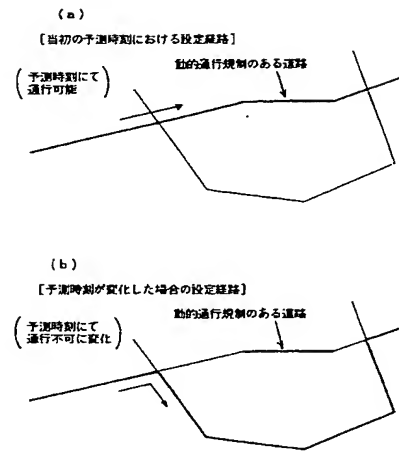 (a)
[当初の予測時刻における設定経路]
(予測時刻にて
通行可能)
動的通行規制のある道路
(b)
[予測時刻が変化した場合の設定経路]
(予測時刻にて
通行不可に変化)
動的通行規制のある道路